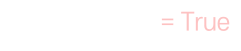 = True